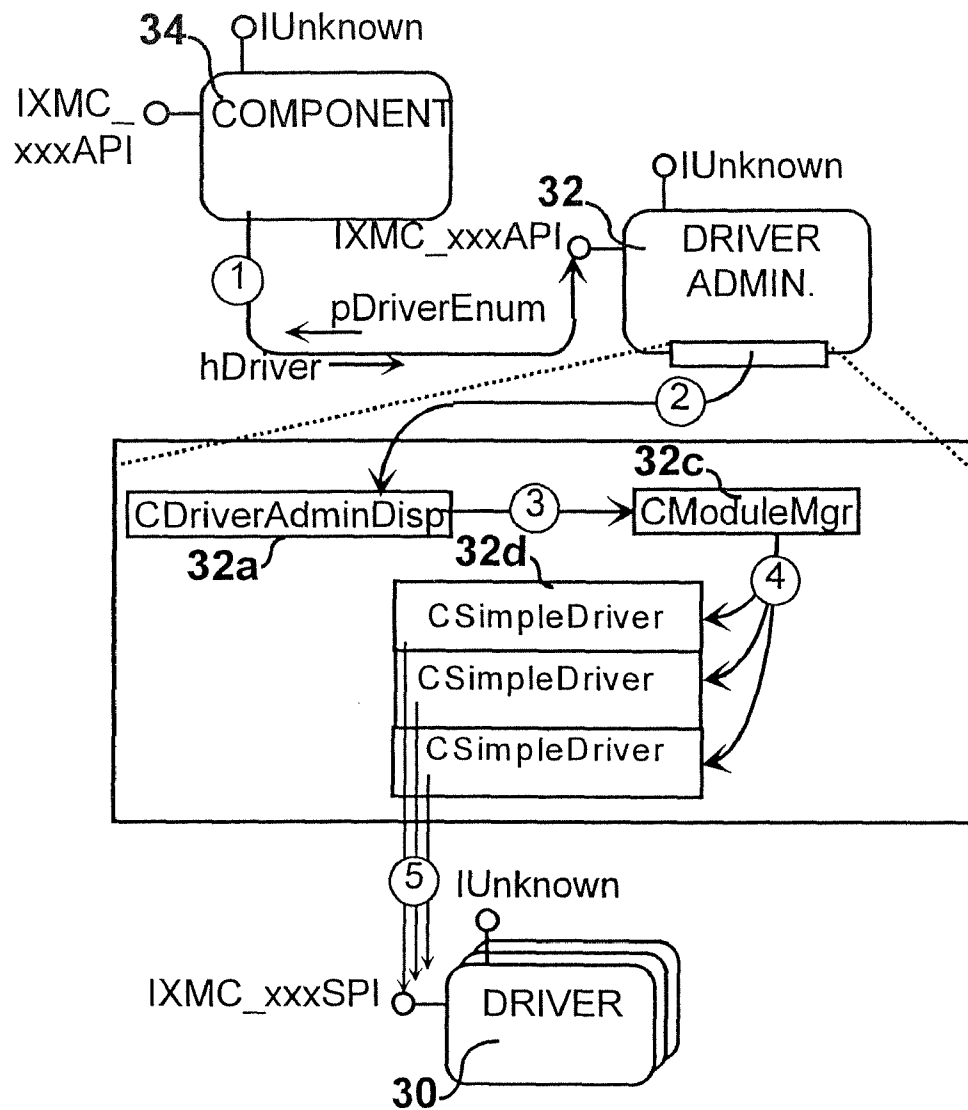 34
IUnknown
IXMC_
xxxAPI
COMPONENT
32
IUnknown
IXMC_xxxAPI
DRIVER
ADMIN.
1
pDriverEnum
hDriver
2
32c
CDriverAdminDisp
3
CModuleMgr
32a
32d
4
CSimpleDriver
CSimpleDriver
CSimpleDriver
5
IUnknown
IXMC_xxxSPI
DRIVER
30